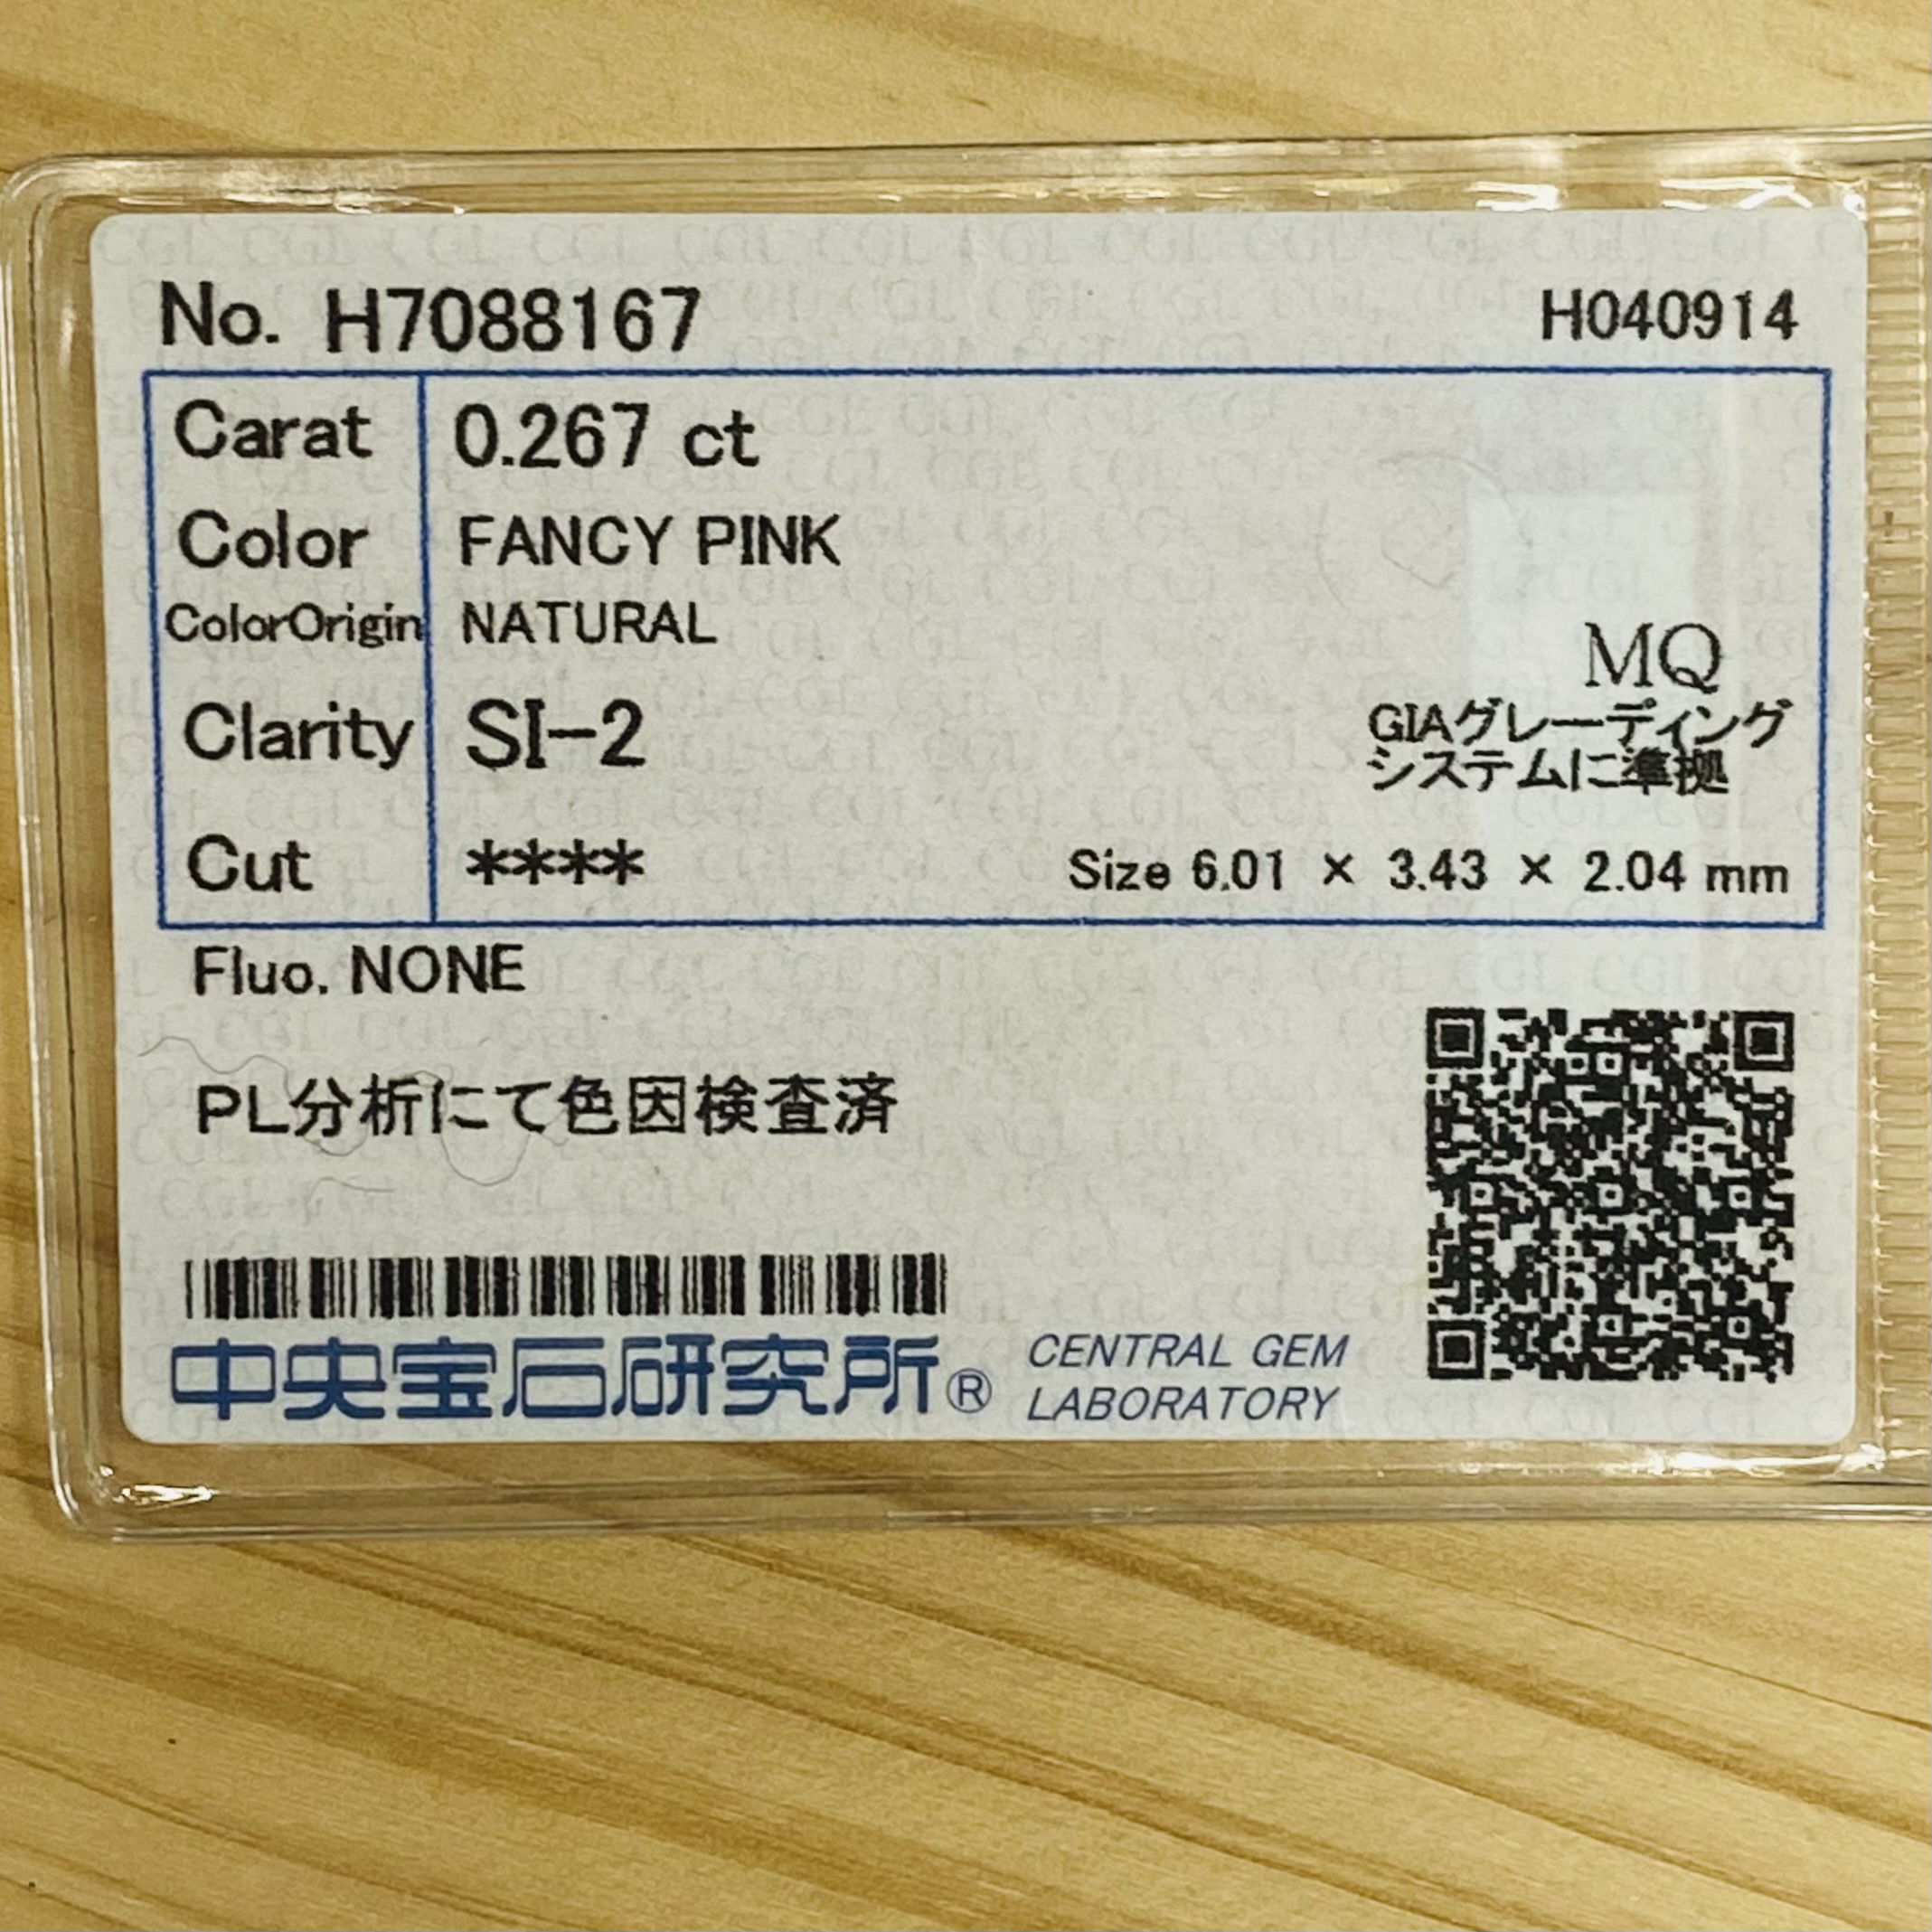 No. H7088167 H040914
Carat 0.267 ct
Color FANCY PINK
ColorOrigin NATURAL
MQ
Clarity SI-2
GIAグレーディング
システムに準拠
Cut **** Size 6.01 × 3.43 × 2.04 mm
Fluo. NONE
PL分析にて色因検査済
中央宝石研究所® CENTRAL GEM
LABORATORY